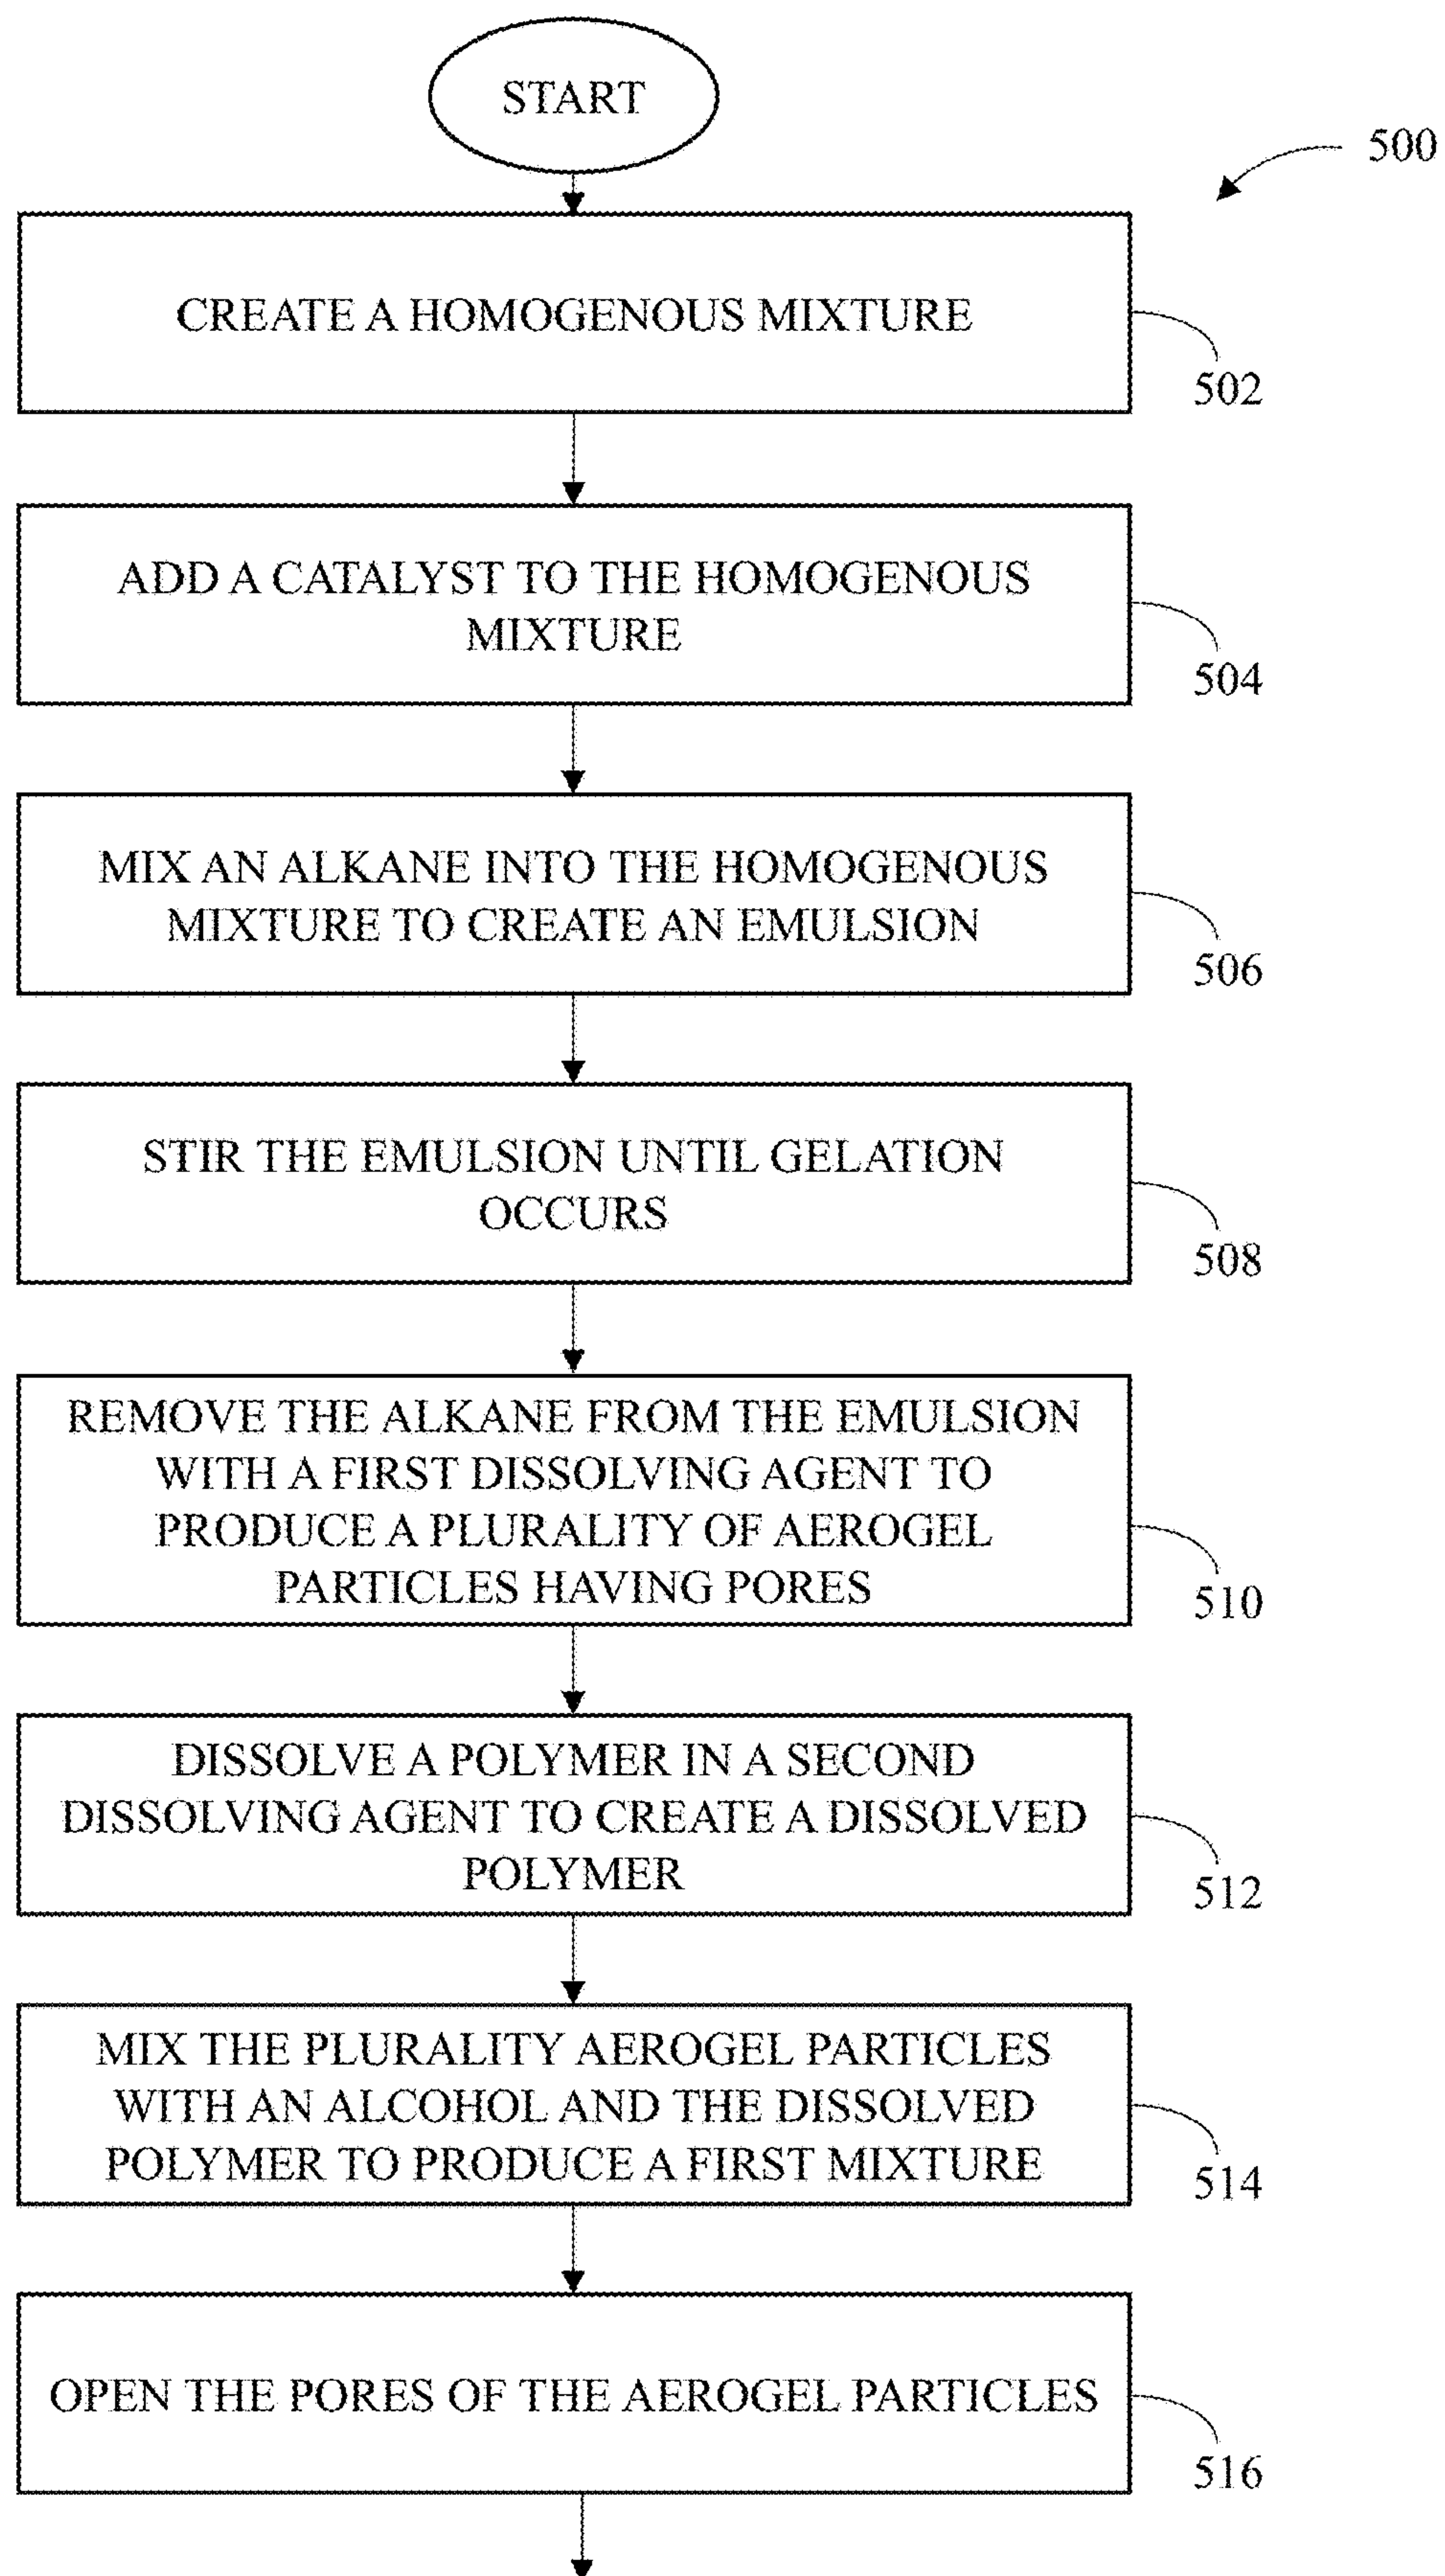 START
500
CREATE A HOMOGENOUS MIXTURE
502
ADD A CATALYST TO THE HOMOGENOUS
MIXTURE
504
MIX AN ALKANE INTO THE HOMOGENOUS
MIXTURE TO CREATE AN EMULSION
506
STIR THE EMULSION UNTIL GELATION
OCCURS
508
REMOVE THE ALKANE FROM THE EMULSION
WITH A FIRST DISSOLVING AGENT TO
PRODUCE A PLURALITY OF AEROGEL
PARTICLES HAVING PORES
510
DISSOLVE A POLYMER IN A SECOND
DISSOLVING AGENT TO CREATE A DISSOLVED
POLYMER
512
MIX THE PLURALITY AEROGEL PARTICLES
WITH AN ALCOHOL AND THE DISSOLVED
POLYMER TO PRODUCE A FIRST MIXTURE
514
OPEN THE PORES OF THE AEROGEL PARTICLES
516